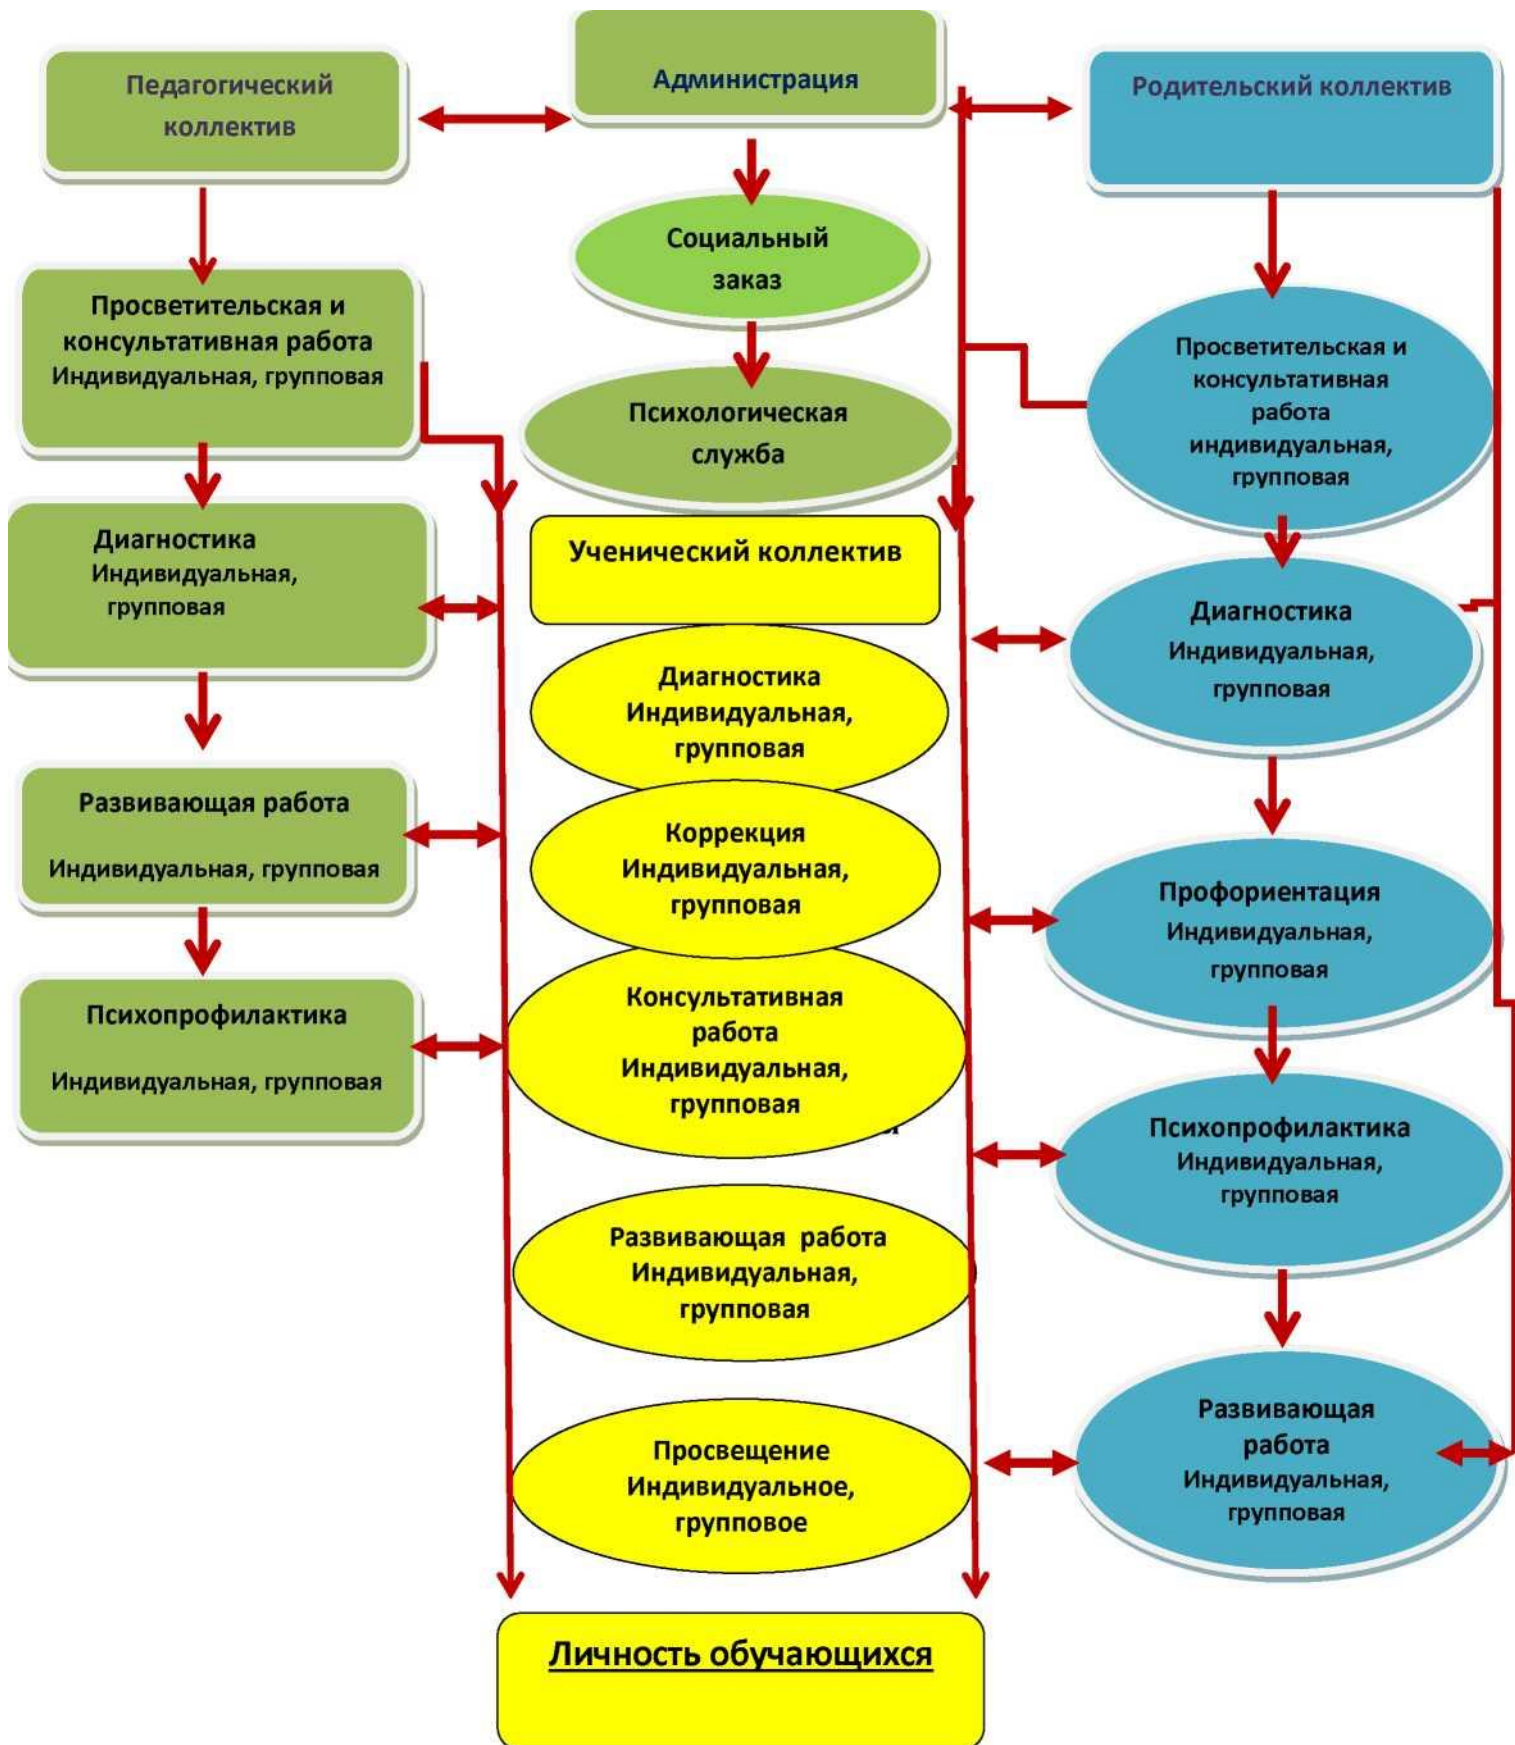 Педагогический
коллектив
Администрация
Родительский коллектив
Социальный
заказ
Просветительская и
консультативная работа
Индивидуальная, групповая
Просветительская и
консультативная
работа
индивидуальная,
групповая
Психологическая
служба
Диагностика
Индивидуальная,
групповая
Ученический коллектив
Диагностика
Индивидуальная,
групповая
Диагностика
Индивидуальная,
групповая
Развивающая работа
Индивидуальная, групповая
Коррекция
Индивидуальная,
групповая
Профориентация
Индивидуальная,
групповая
Психопрофилактика
Индивидуальная, групповая
Консультативная
работа
Индивидуальная,
групповая
Психопрофилактика
Индивидуальная,
групповая
Развивающая работа
Индивидуальная,
групповая
Развивающая
работа
Индивидуальная,
групповая
Просвещение
Индивидуальное,
групповое
Личность обучающихся